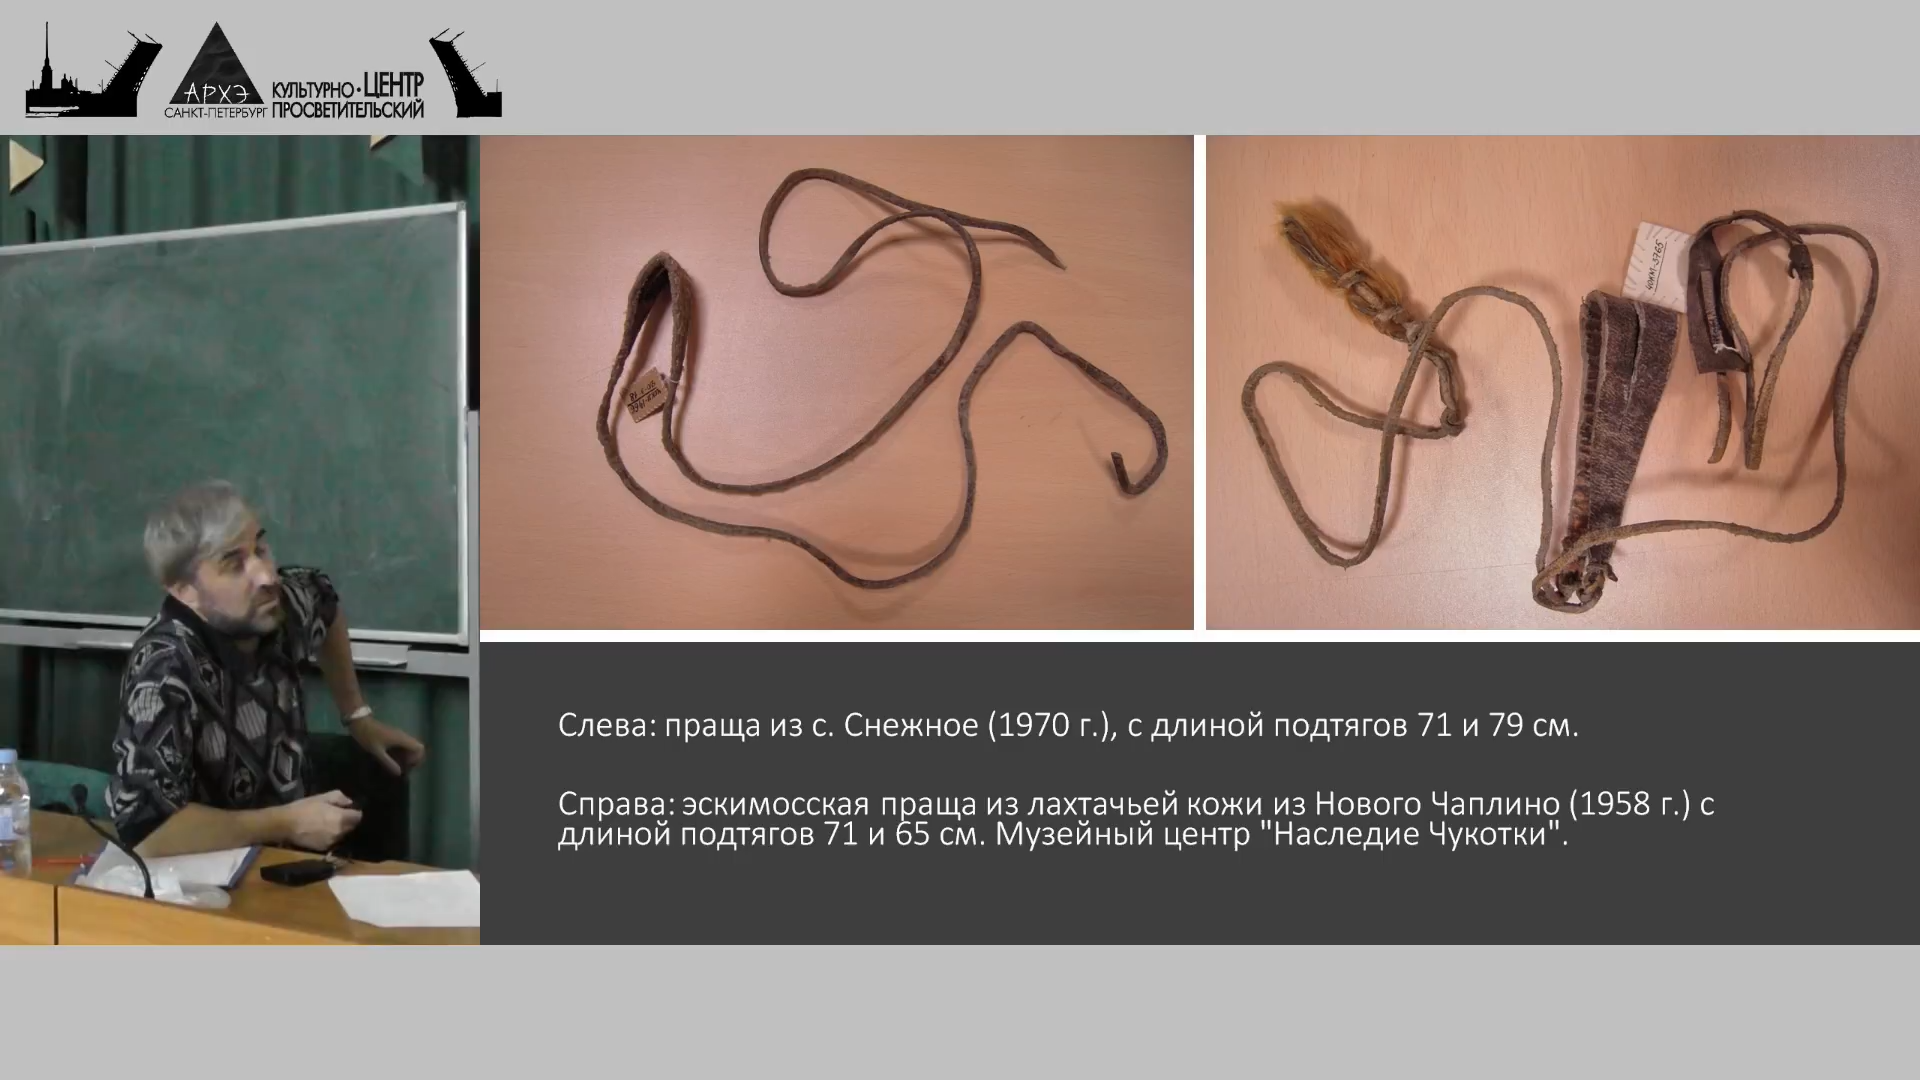 АРХЭ
САНКТ-ПЕТЕРБУРГ
КУЛЬТУРНО-ЦЕНТР
ПРОСВЕТИТЕЛЬСКИЙ
Слева: праща из с. Снежное (1970 г.), с длиной подтягов 71 и 79 см.
Справа: эскимосская праща из лахтачьей кожи из Нового Чаплино (1958 г.) с
длиной подтягов 71 и 65 см. Музейный центр "Наследие Чукотки".